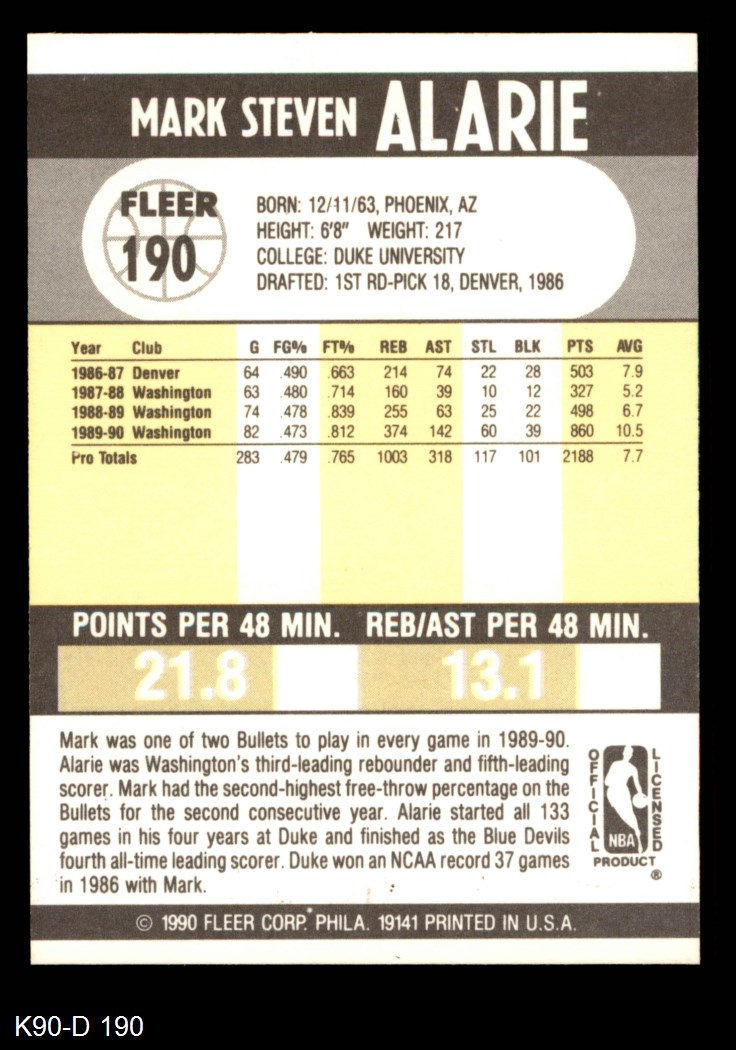 MARK STEVEN ALARIE
FLEER
190
BORN: 12/11/63, PHOENIX, AZ
HEIGHT: 6'8" WEIGHT: 217
COLLEGE: DUKE UNIVERSITY
DRAFTED: 1ST RD-PICK 18, DENVER, 1986
Year Club G FG% FT% REB AST STL BLK PTS AVG
1986-87 Denver 64 .490 .663 214 74 22 28 503 7.9
1987-88 Washington 63 .480 .714 160 39 10 12 327 5.2
1988-89 Washington 74 .478 .839 255 63 25 22 498 6.7
1989-90 Washington 82 .473 .812 374 142 60 39 860 10.5
Pro Totals 283 .479 .765 1003 318 117 101 2188 7.7
POINTS PER 48 MIN. REB/AST PER 48 MIN.
21.8 13.1
Mark was one of two Bullets to play in every game in 1989-90.
Alarie was Washington's third-leading rebounder and fifth-leading
scorer. Mark had the second-highest free-throw percentage on the
Bullets for the second consecutive year. Alarie started all 133
games in his four years at Duke and finished as the Blue Devils
fourth all-time leading scorer. Duke won an NCAA record 37 games
in 1986 with Mark.
OFFICIAL
NBA
LICENSED
PRODUCT
®
© 1990 FLEER CORP. PHILA. 19141 PRINTED IN U.S.A.
K90-D 190